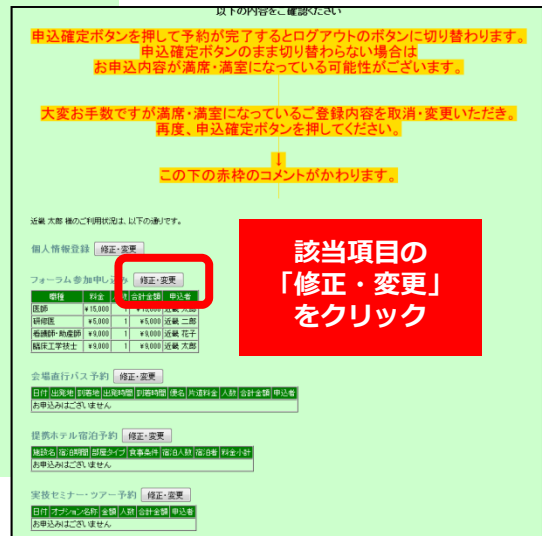 以下の内容をご確認ください
申込確定ボタンを押して予約が完了するとログアウトのボタンに切り替わります。
申込確定ボタンのまま切り替わらない場合は
お申込内容が満席・満室になっている可能性がございます。
大変お手数ですが満席・満室になっているご登録内容を取消・変更いただき。
再度、申込確定ボタンを押してください。
↓
この下の赤枠のコメントがかわります。
近畿 太郎 様のご利用状況は、以下の通りです。
個人情報登録 修正・変更
フォーラム参加申し込み 修正・変更
職種 料金 人数 合計金額 申込者
医師 ¥15,000 1 ¥15,000 近畿 太郎
研修医 ¥5,000 1 ¥5,000 近畿 二郎
看護師・助産師 ¥9,000 1 ¥9,000 近畿 花子
臨床工学技士 ¥9,000 1 ¥9,000 近畿 太郎
該当項目の
「修正・変更」
をクリック
会場直行バス予約 修正・変更
日付 出発地 到着地 出発時間 到着時間 便名 片道料金 人数 合計金額 申込者
お申込みはございません
提携ホテル宿泊予約 修正・変更
施設名 宿泊期間 部屋タイプ 食事条件 宿泊人数 宿泊者 料金小計
お申込みはございません
実技セミナー・ツアー予約 修正・変更
日付 オプション名称 金額 人数 合計金額 申込者
お申込みはございません